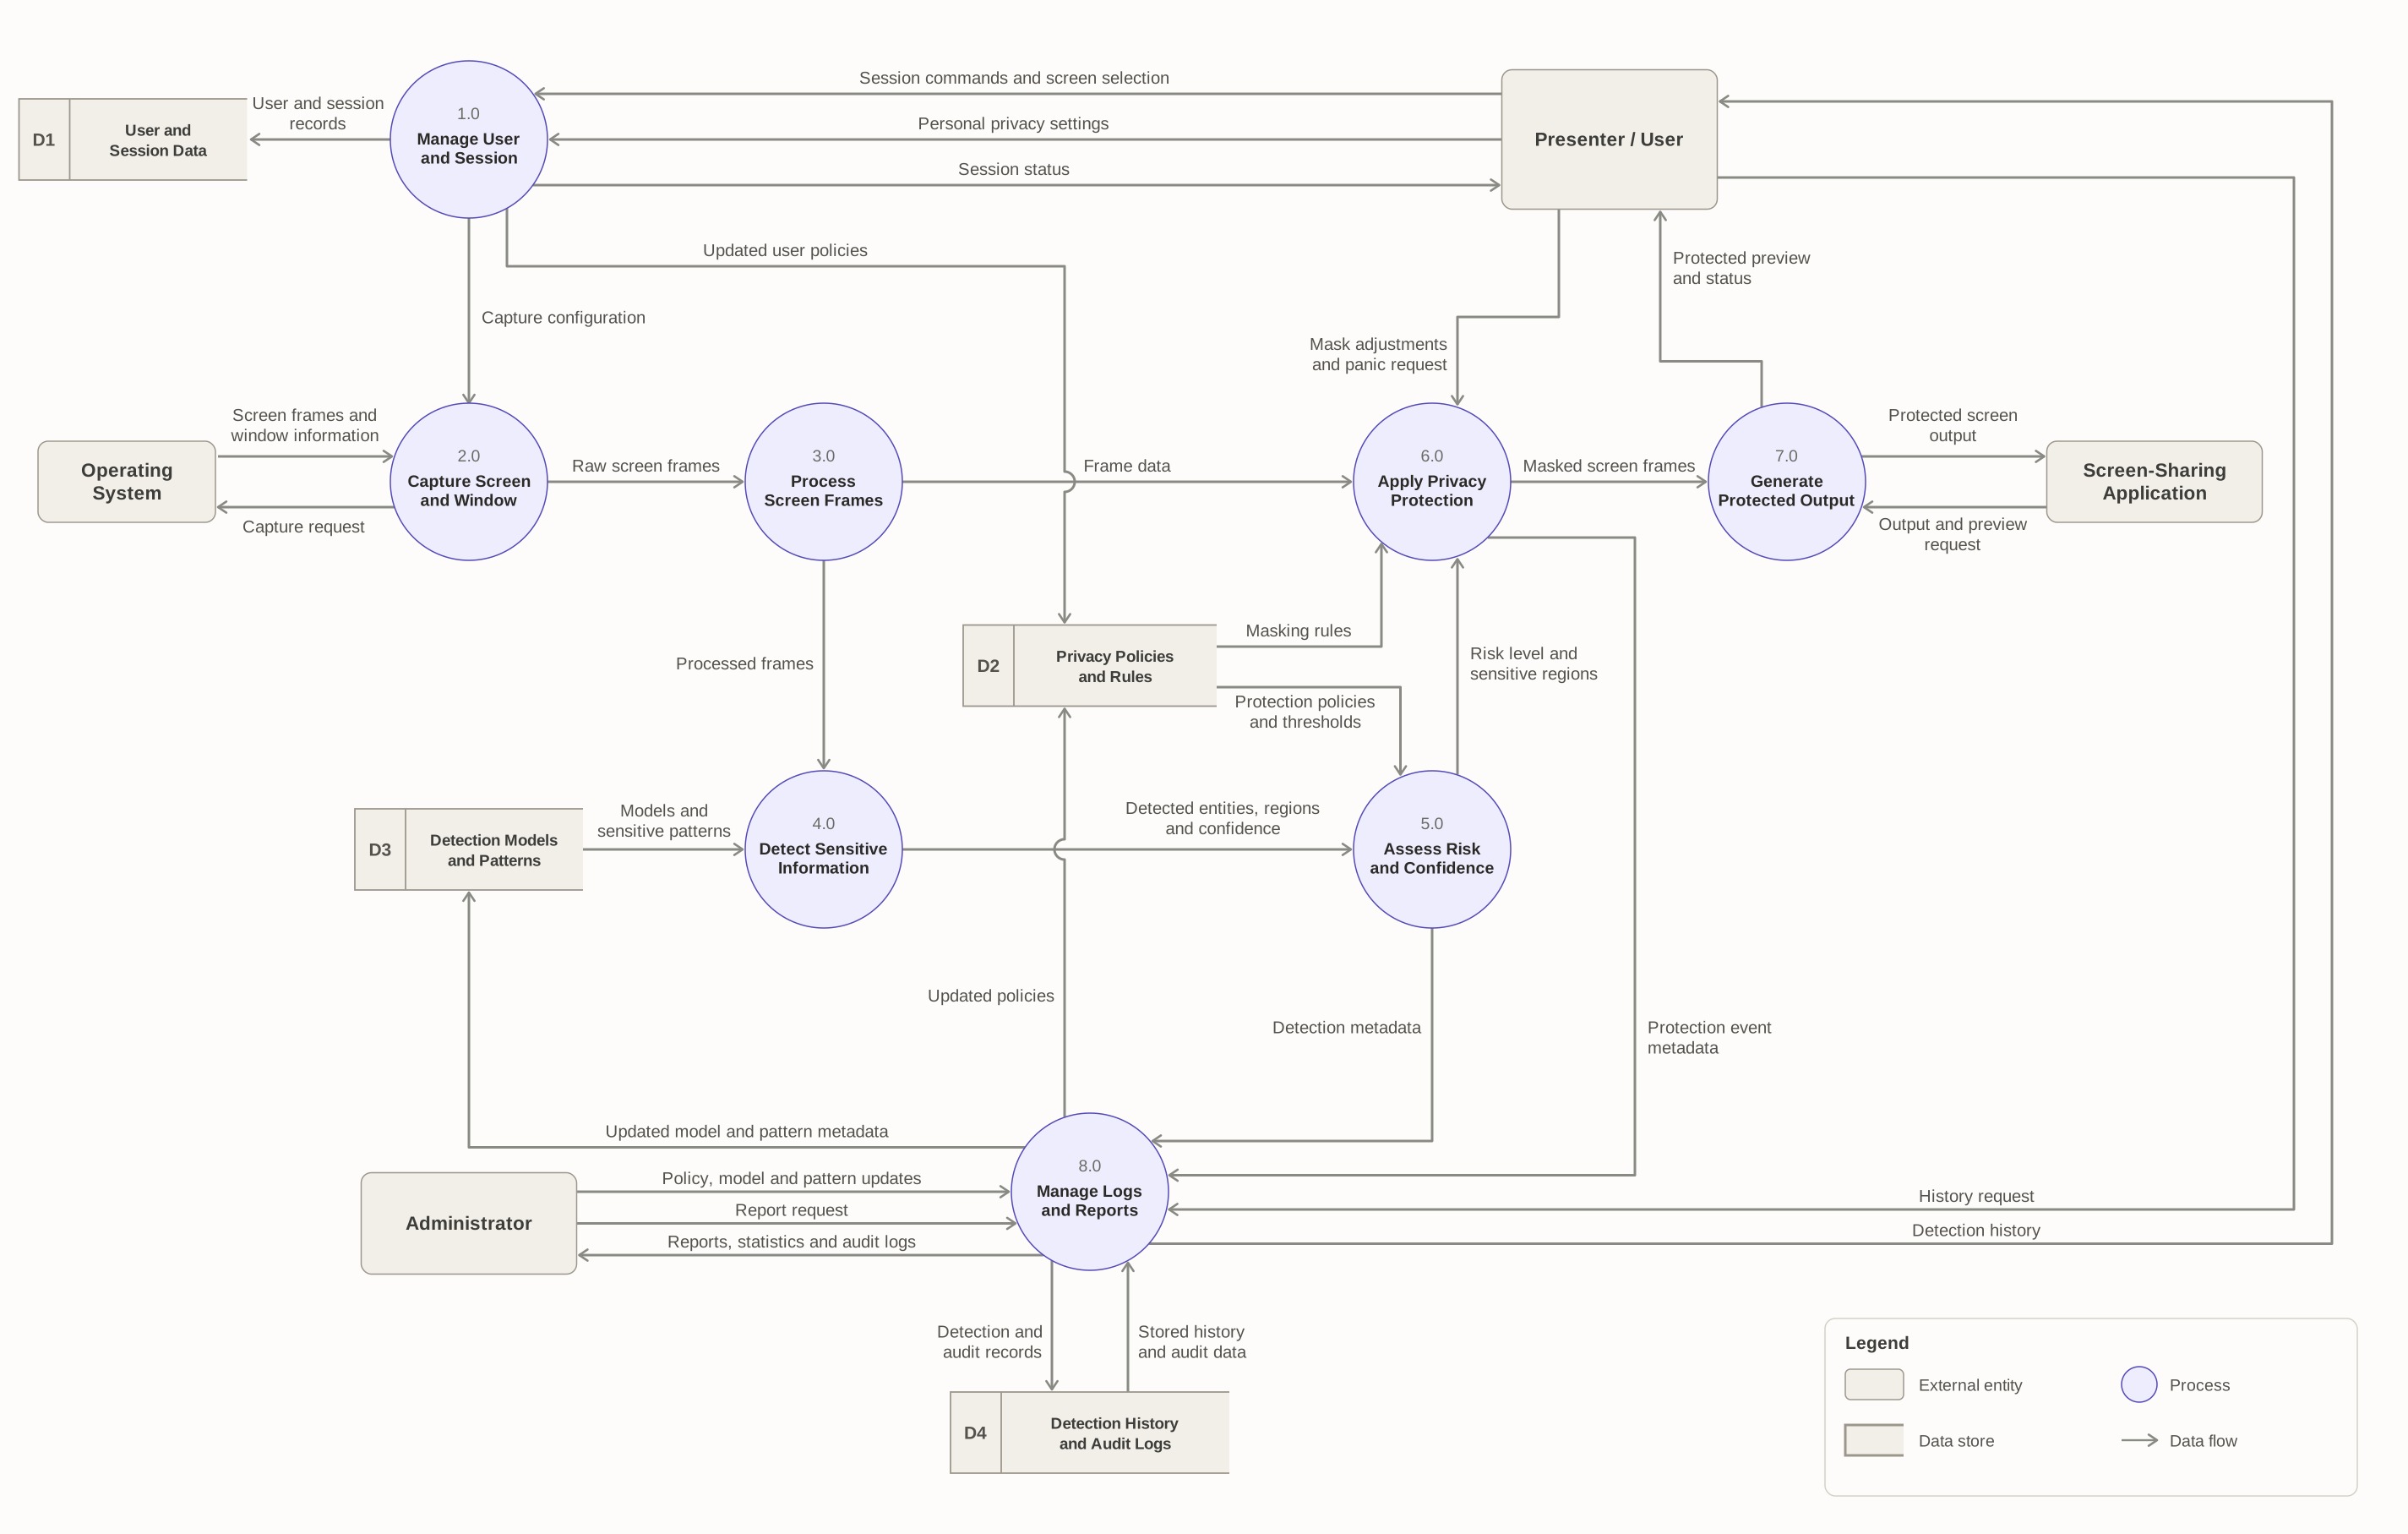 Session commands and screen selection
1.0
Manage User
and Session
User and session
records
D1
User and
Session Data
Personal privacy settings
Presenter / User
Session status
Updated user policies
Protected preview
and status
Capture configuration
Mask adjustments
and panic request
Screen frames and
window information
Operating
System
Capture request
2.0
Capture Screen
and Window
Raw screen frames
3.0
Process
Screen Frames
Frame data
6.0
Apply Privacy
Protection
Masked screen frames
7.0
Generate
Protected Output
Protected screen
output
Screen-Sharing
Application
Output and preview
request
Processed frames
D2
Privacy Policies
and Rules
Masking rules
Protection policies
and thresholds
Risk level and
sensitive regions
D3
Detection Models
and Patterns
Models and
sensitive patterns
4.0
Detect Sensitive
Information
Detected entities, regions
and confidence
5.0
Assess Risk
and Confidence
Updated policies
Detection metadata
Protection event
metadata
Updated model and pattern metadata
Administrator
Policy, model and pattern updates
Report request
Reports, statistics and audit logs
8.0
Manage Logs
and Reports
History request
Detection history
Detection and
audit records
Stored history
and audit data
D4
Detection History
and Audit Logs
Legend
External entity
Process
Data store
Data flow